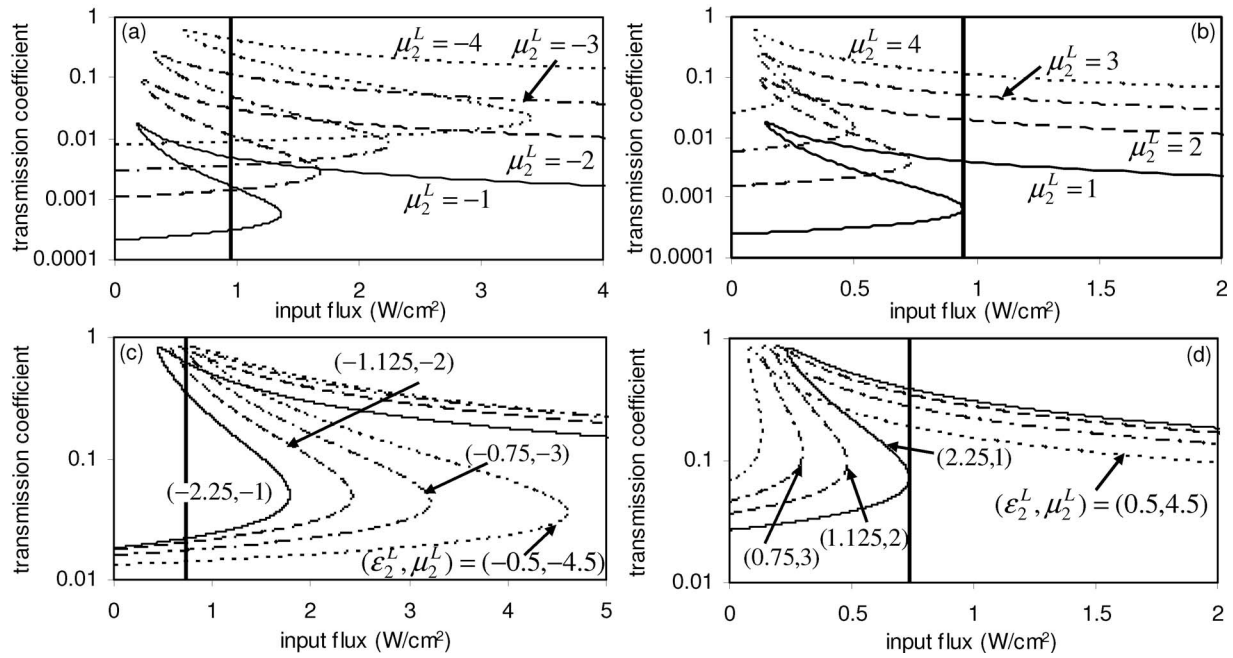 (a)
transmission coefficient
1
0.1
0.01
0.001
0.0001
μ₂ᴸ = −4
μ₂ᴸ = −3
μ₂ᴸ = −2
μ₂ᴸ = −1
0 1 2 3 4
input flux (W/cm²)
(b)
transmission coefficient
1
0.1
0.01
0.001
0.0001
μ₂ᴸ = 4
μ₂ᴸ = 3
μ₂ᴸ = 2
μ₂ᴸ = 1
0 0.5 1 1.5 2
input flux (W/cm²)
(c)
transmission coefficient
1
0.1
0.01
(−1.125,−2)
(−0.75,−3)
(−2.25,−1)
(ε₂ᴸ, μ₂ᴸ) = (−0.5,−4.5)
0 1 2 3 4 5
input flux (W/cm²)
(d)
transmission coefficient
1
0.1
0.01
(2.25,1)
(ε₂ᴸ, μ₂ᴸ) = (0.5,4.5)
(1.125,2)
(0.75,3)
0 0.5 1 1.5 2
input flux (W/cm²)